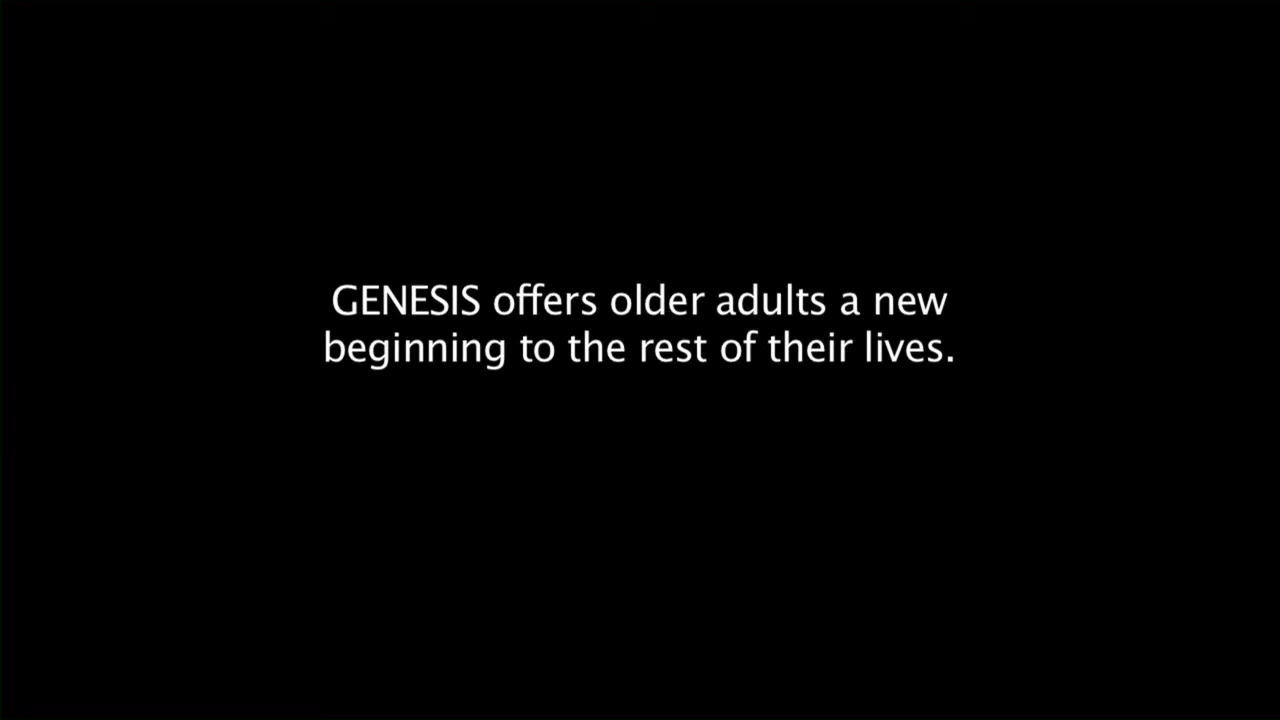 GENESIS offers older adults a new
beginning to the rest of their lives.